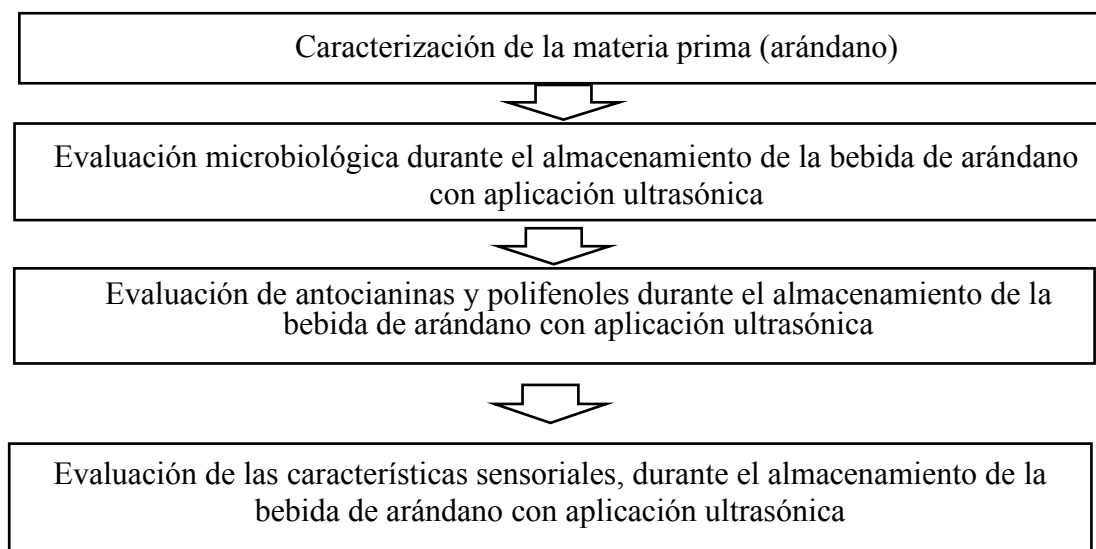 Caracterización de la materia prima (arándano)
Evaluación microbiológica durante el almacenamiento de la bebida de arándano
con aplicación ultrasónica
Evaluación de antocianinas y polifenoles durante el almacenamiento de la
bebida de arándano con aplicación ultrasónica
Evaluación de las características sensoriales, durante el almacenamiento de la
bebida de arándano con aplicación ultrasónica